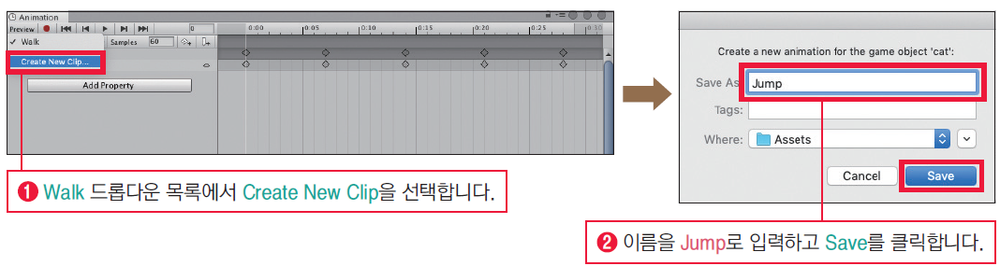 Animation
Preview
0
0:00
0:05
0:10
0:15
0:20
0:25
0:30
✓ Walk
Samples 60
Create New Clip...
Add Property
❶ Walk 드롭다운 목록에서 Create New Clip을 선택합니다.
Create a new animation for the game object 'cat':
Save As Jump
Tags:
Where: Assets
Cancel
Save
❷ 이름을 Jump로 입력하고 Save를 클릭합니다.